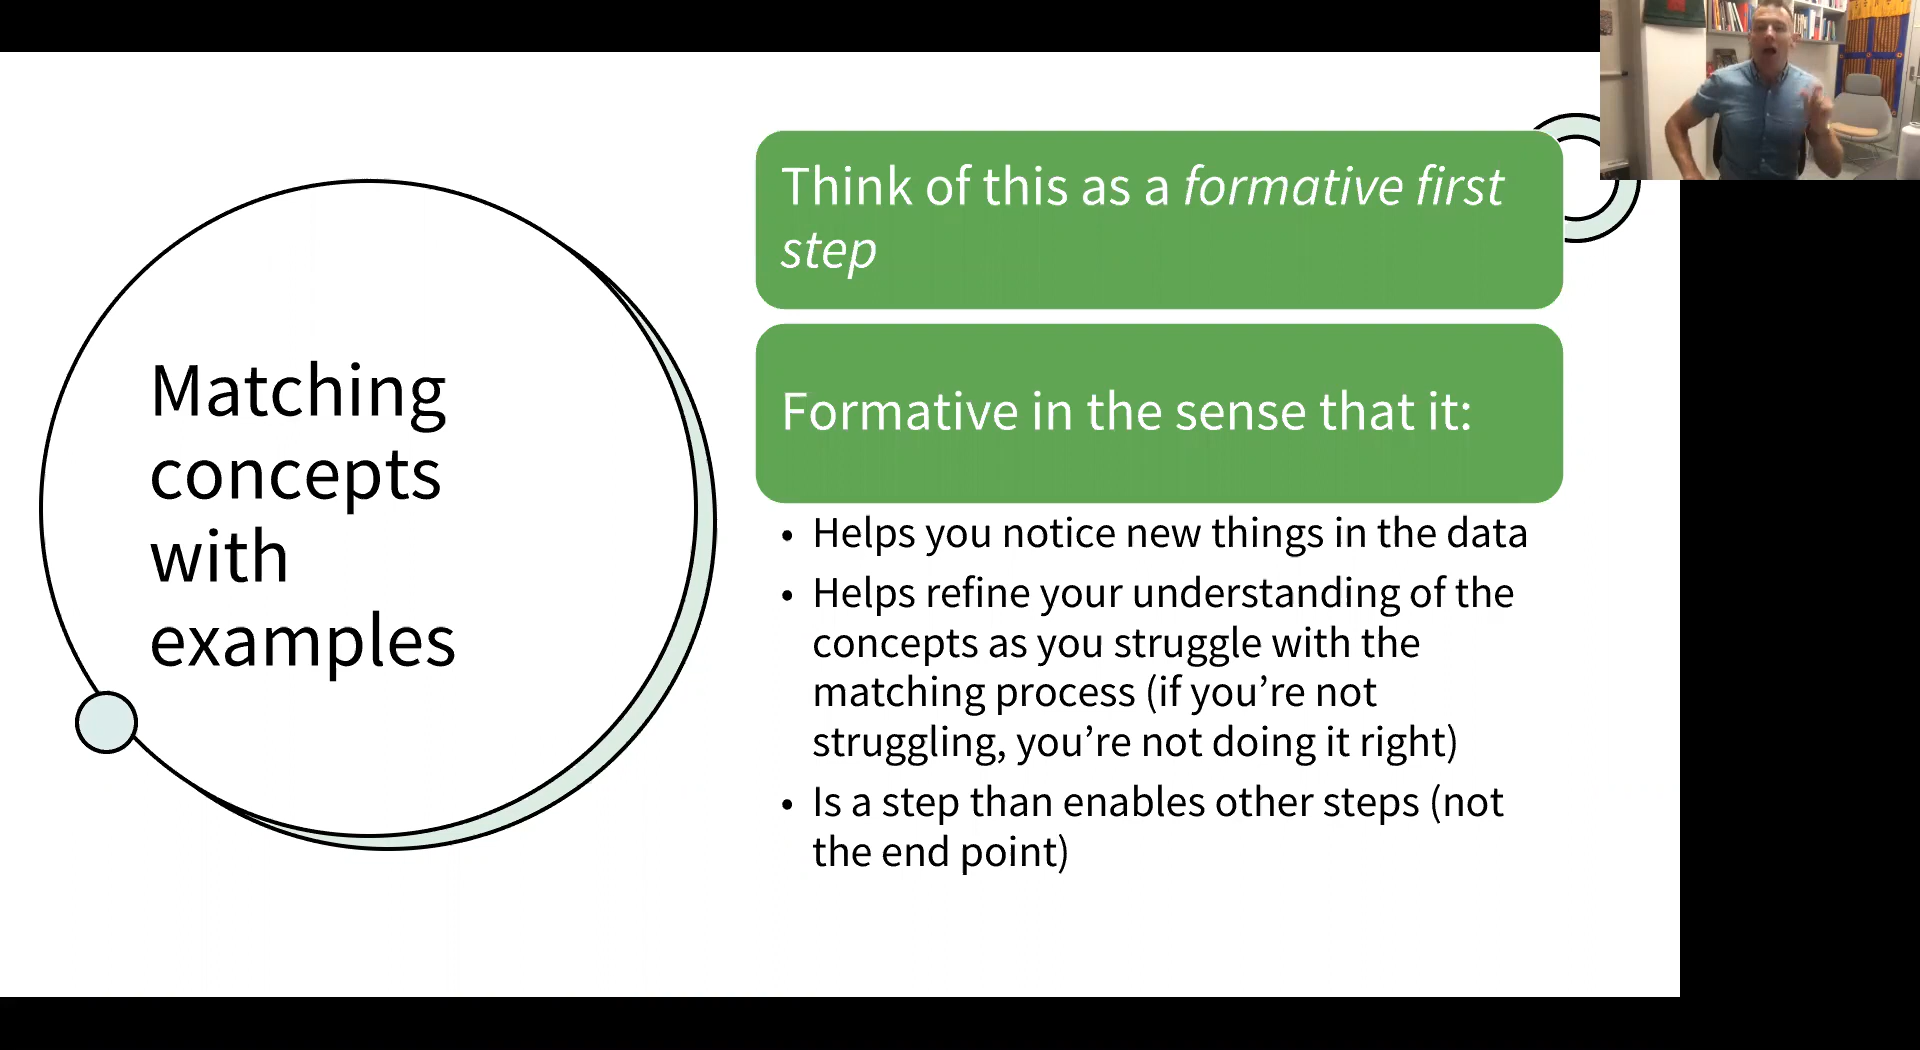 Matching
concepts
with
examples
Think of this as a formative first
step
Formative in the sense that it:
• Helps you notice new things in the data
• Helps refine your understanding of the
concepts as you struggle with the
matching process (if you’re not
struggling, you’re not doing it right)
• Is a step than enables other steps (not
the end point)